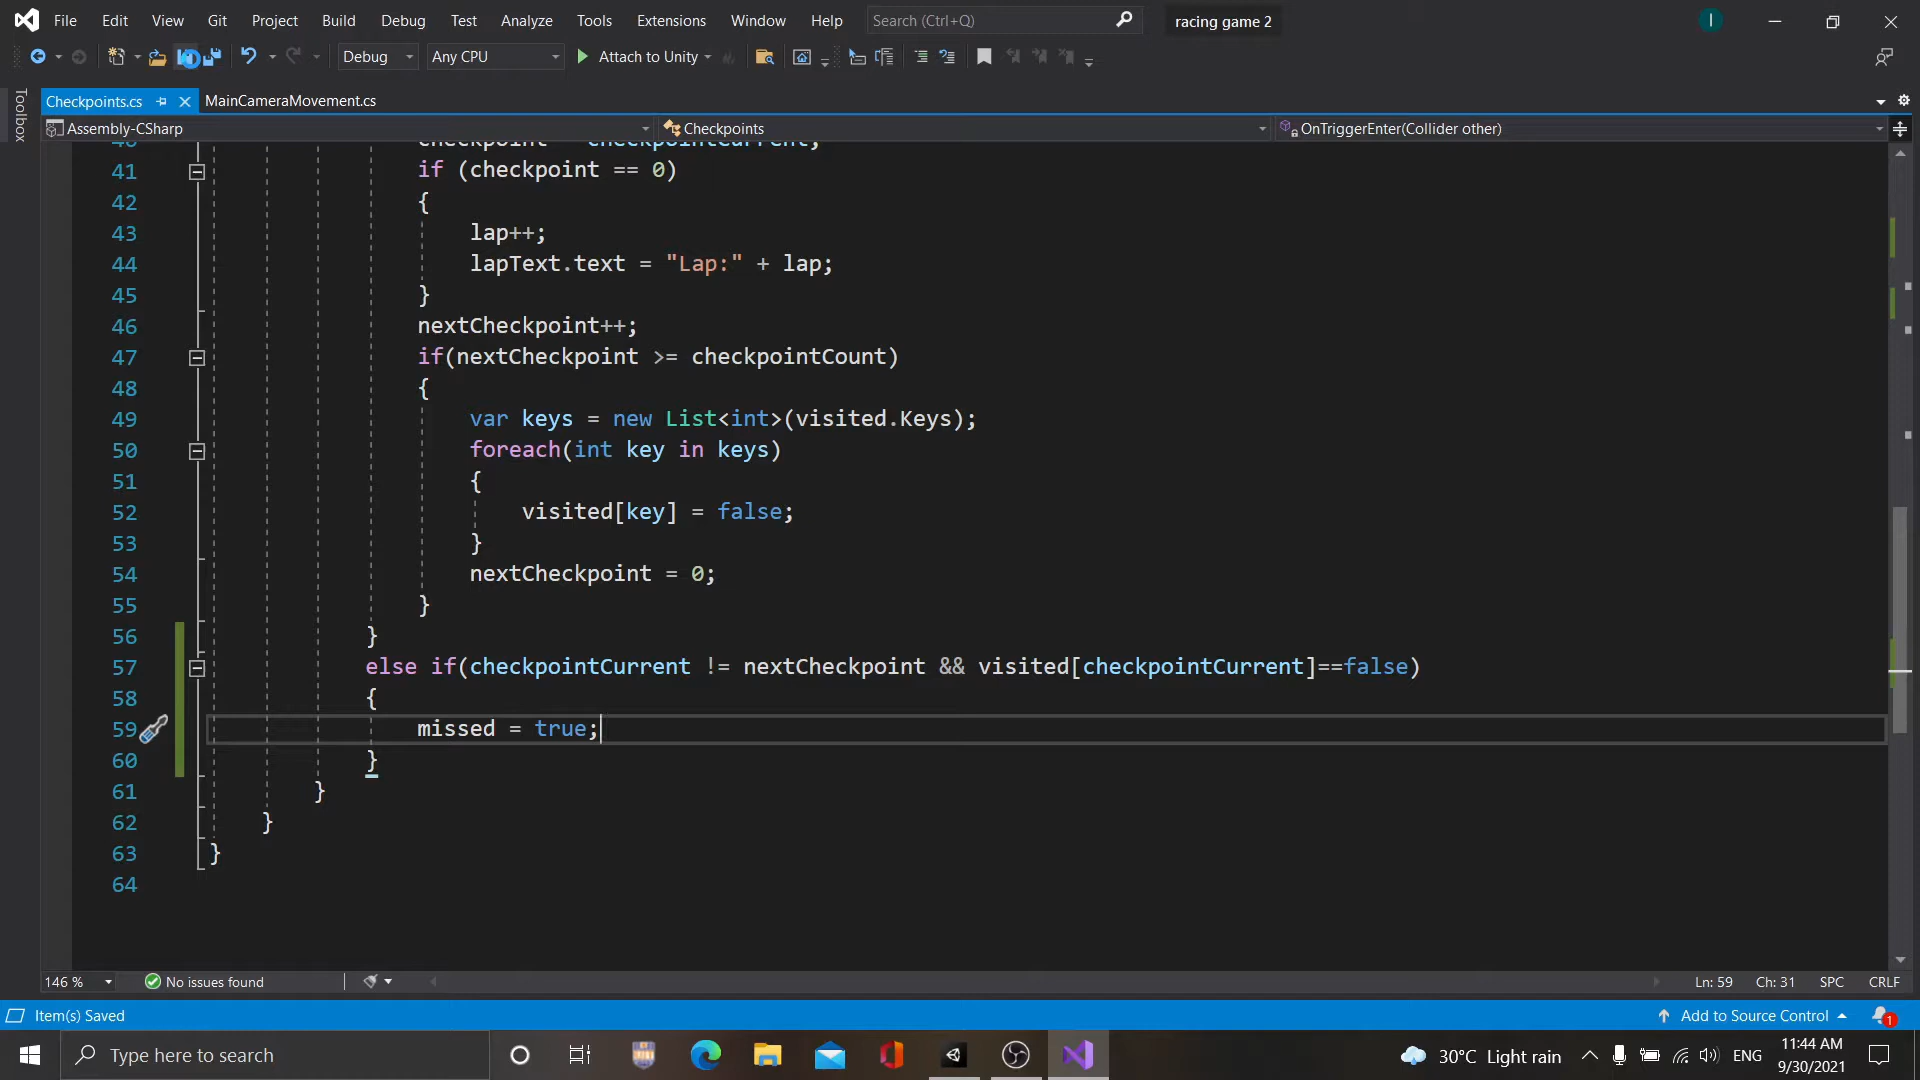 File Edit View Git Project Build Debug Test Analyze Tools Extensions Window Help Search (Ctrl+Q) racing game 2 I
Debug Any CPU Attach to Unity
Toolbox
Checkpoints.cs MainCameraMovement.cs
Assembly-CSharp Checkpoints OnTriggerEnter(Collider other)
40 checkpoint = checkpointCurrent;
41 if (checkpoint == 0)
42 {
43 lap++;
44 lapText.text = "Lap:" + lap;
45 }
46 nextCheckpoint++;
47 if(nextCheckpoint >= checkpointCount)
48 {
49 var keys = new List<int>(visited.Keys);
50 foreach(int key in keys)
51 {
52 visited[key] = false;
53 }
54 nextCheckpoint = 0;
55 }
56 }
57 else if(checkpointCurrent != nextCheckpoint && visited[checkpointCurrent]==false)
58 {
59 missed = true;
60 }
61 }
62 }
63 }
64
146 % No issues found Ln: 59 Ch: 31 SPC CRLF
Item(s) Saved Add to Source Control 1
Type here to search 30°C Light rain ENG 11:44 AM
9/30/2021